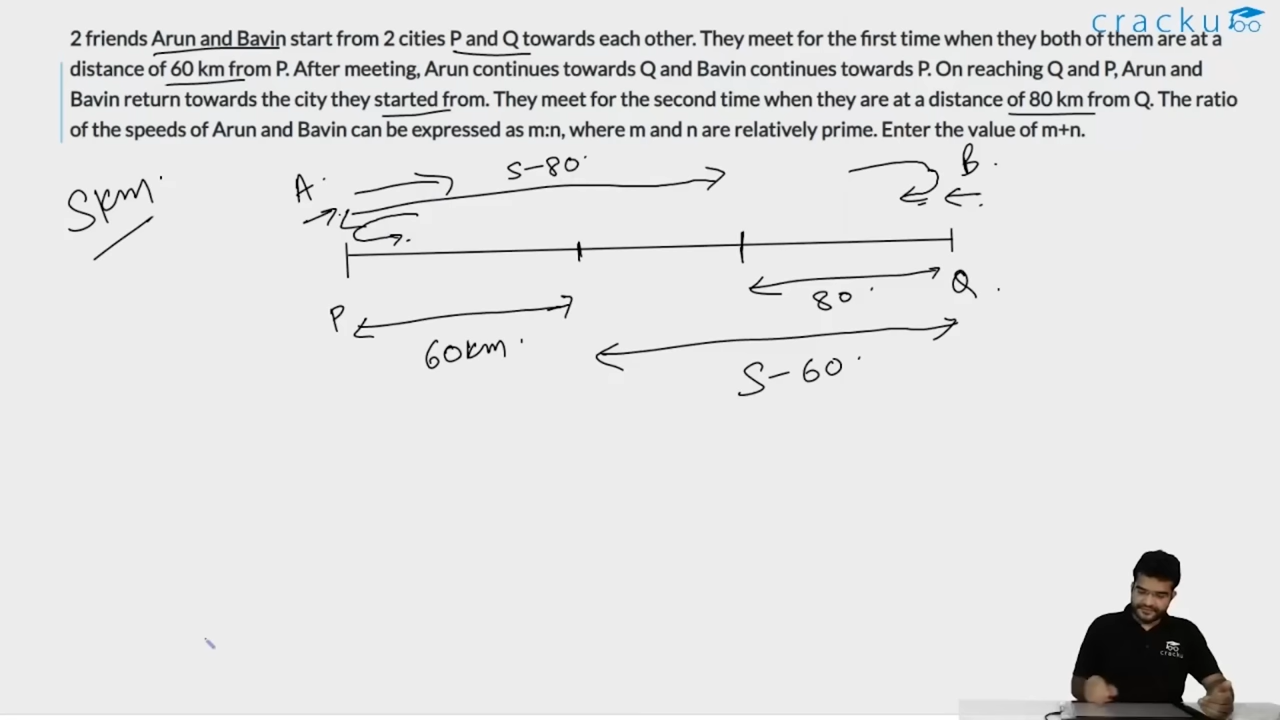 cracku
2 friends Arun and Bavin start from 2 cities P and Q towards each other. They meet for the first time when they both of them are at a
distance of 60 km from P. After meeting, Arun continues towards Q and Bavin continues towards P. On reaching Q and P, Arun and
Bavin return towards the city they started from. They meet for the second time when they are at a distance of 80 km from Q. The ratio
of the speeds of Arun and Bavin can be expressed as m:n, where m and n are relatively prime. Enter the value of m+n.
S km.
A.
S-80
B.
P
60km.
80
Q
S-60
cracku